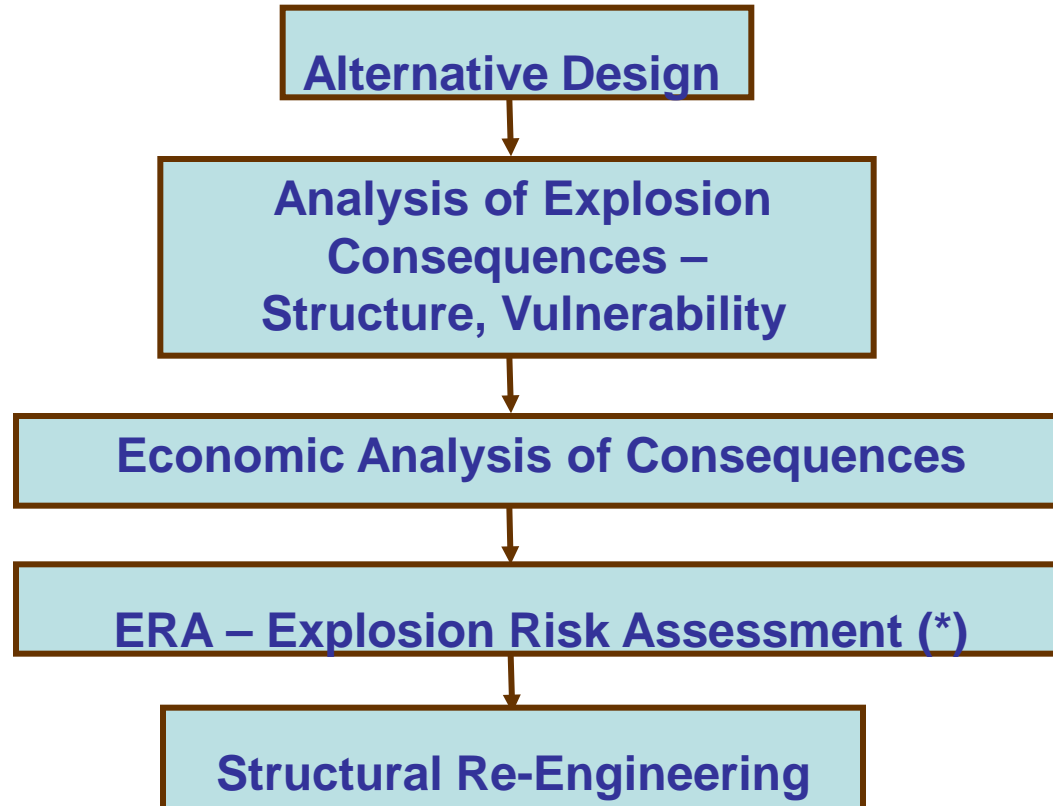 Alternative Design
Analysis of Explosion
Consequences –
Structure, Vulnerability
Economic Analysis of Consequences
ERA – Explosion Risk Assessment (*)
Structural Re-Engineering